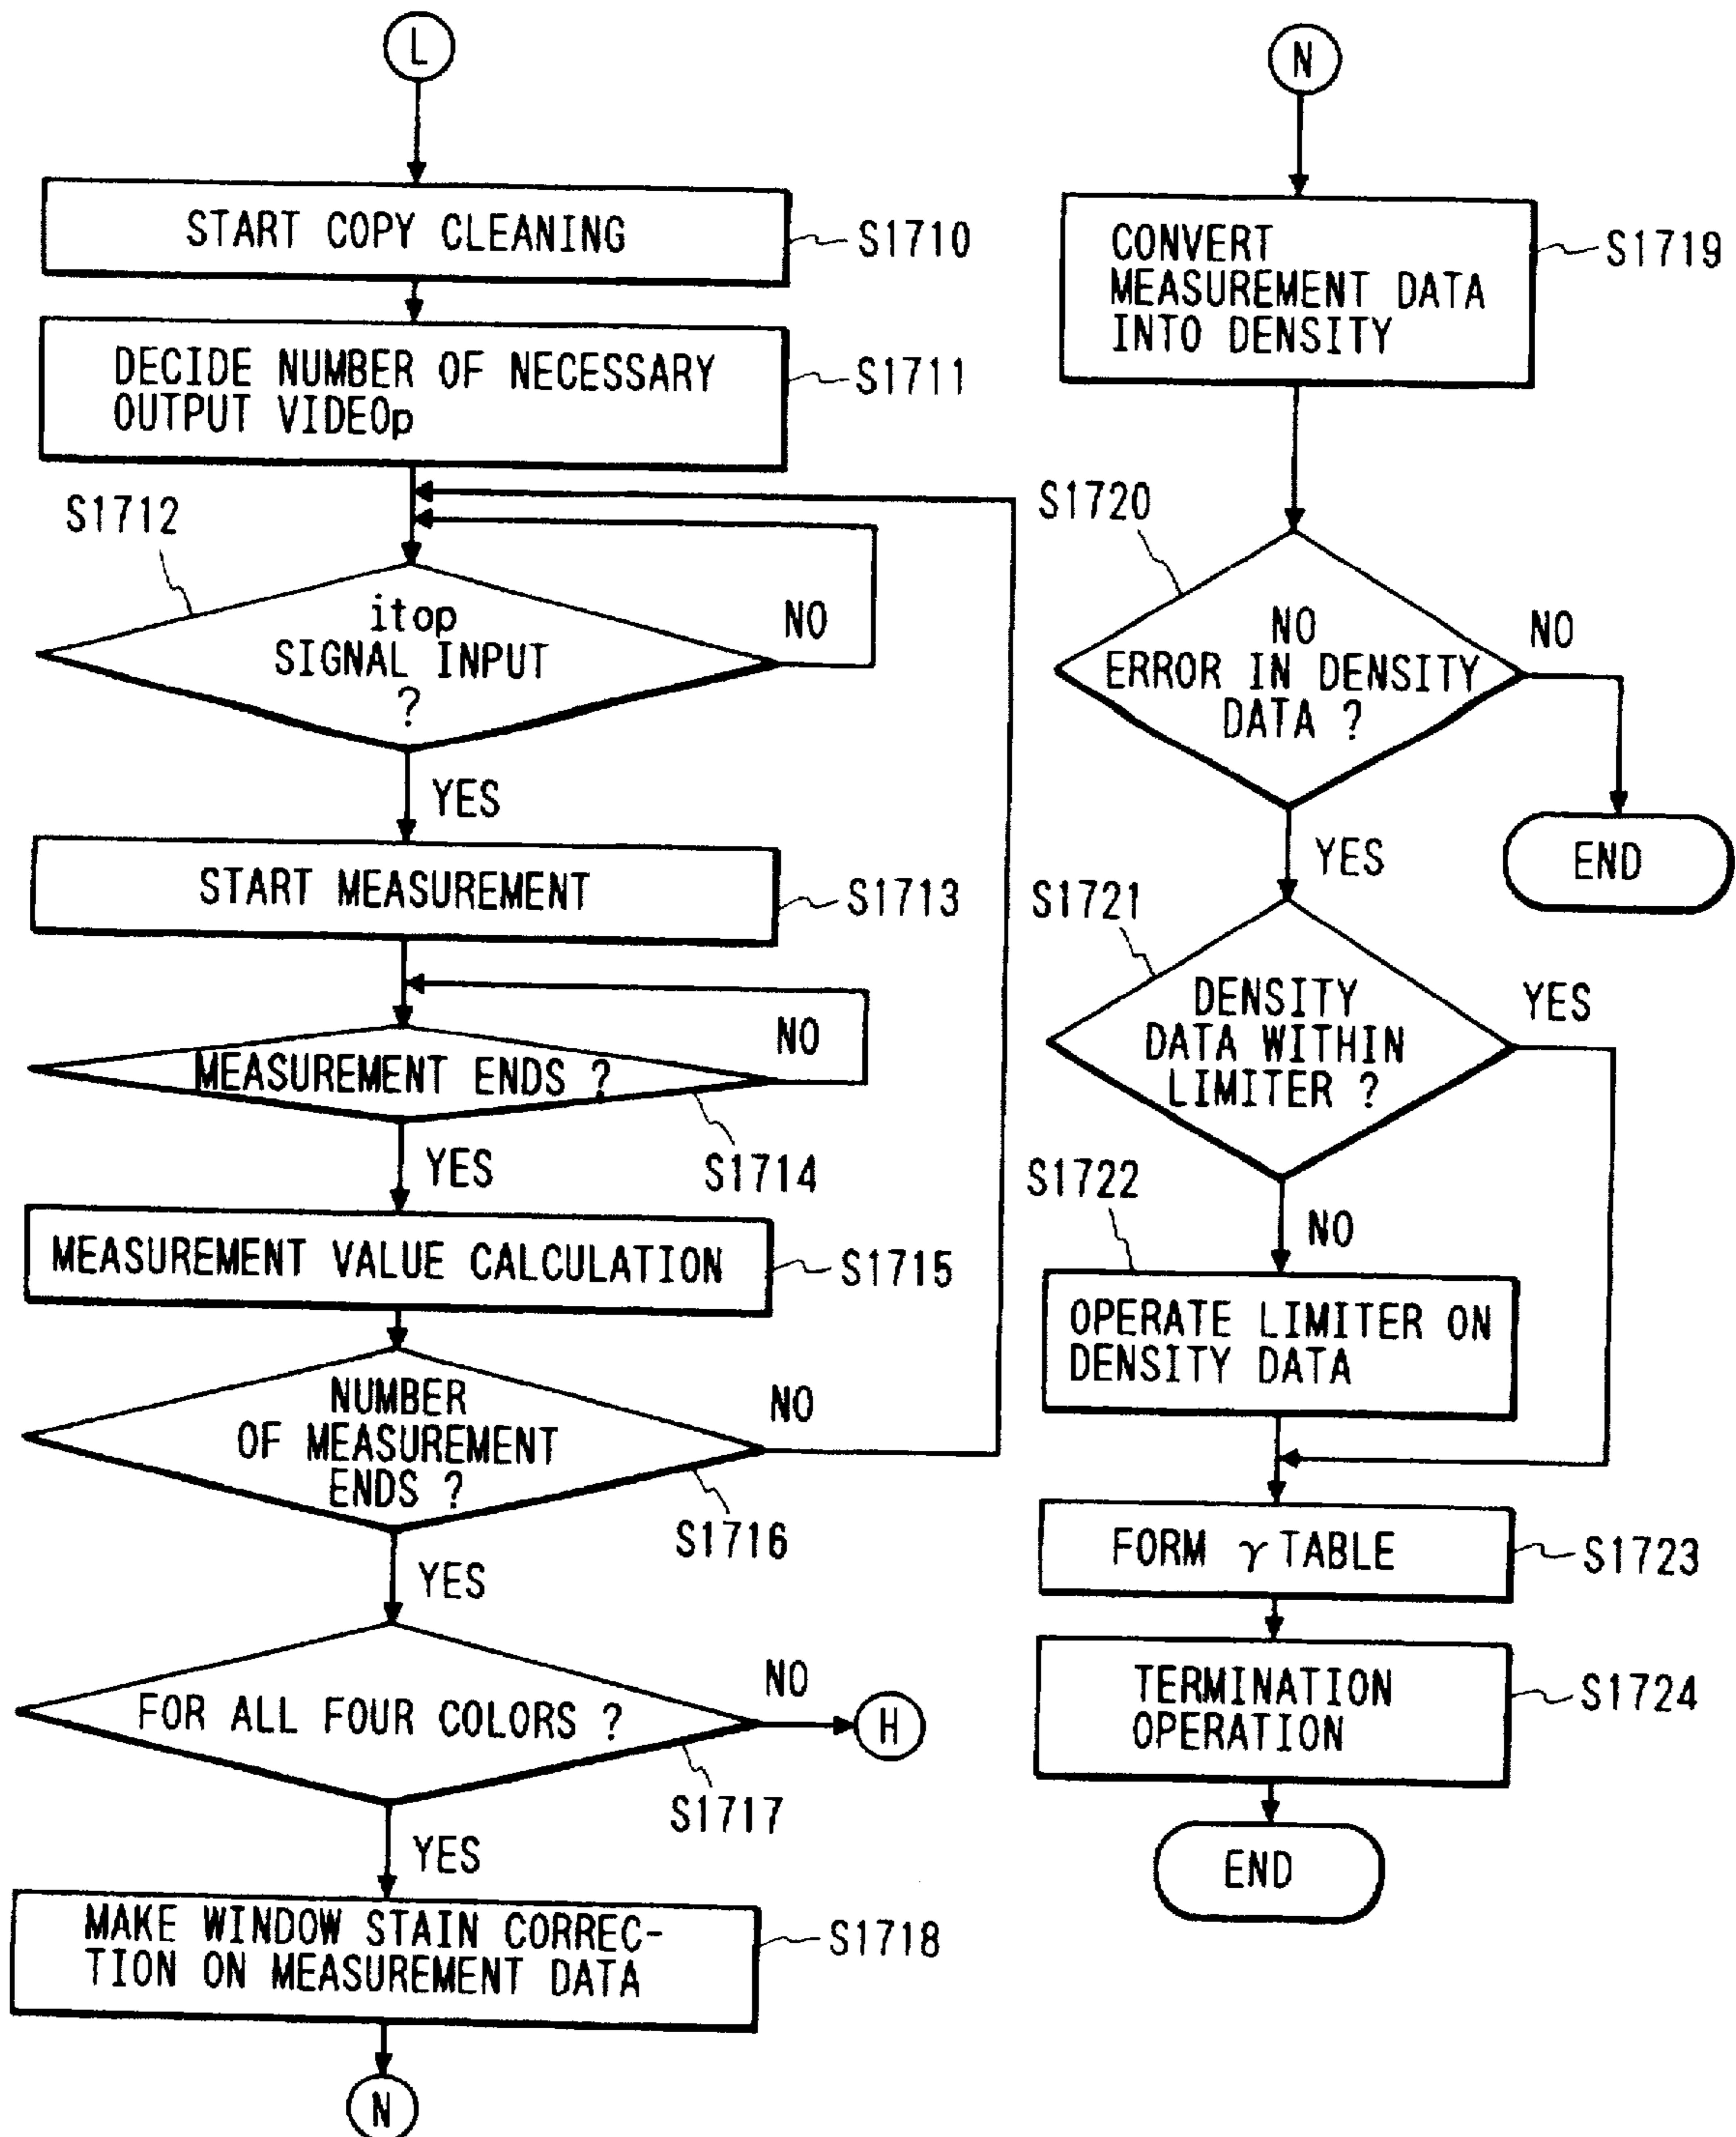 L
START COPY CLEANING
S1710
DECIDE NUMBER OF NECESSARY
OUTPUT VIDEOp
S1711
S1712
itop
SIGNAL INPUT
?
NO
YES
START MEASUREMENT
S1713
MEASUREMENT ENDS ?
NO
S1714
YES
MEASUREMENT VALUE CALCULATION
S1715
NUMBER
OF MEASUREMENT
ENDS ?
NO
S1716
YES
FOR ALL FOUR COLORS ?
NO
H
S1717
YES
MAKE WINDOW STAIN CORREC-
TION ON MEASUREMENT DATA
S1718
N
N
CONVERT
MEASUREMENT DATA
INTO DENSITY
S1719
S1720
NO
ERROR IN DENSITY
DATA ?
NO
END
YES
S1721
DENSITY
DATA WITHIN
LIMITER ?
YES
S1722
NO
OPERATE LIMITER ON
DENSITY DATA
FORM γ TABLE
S1723
TERMINATION
OPERATION
S1724
END